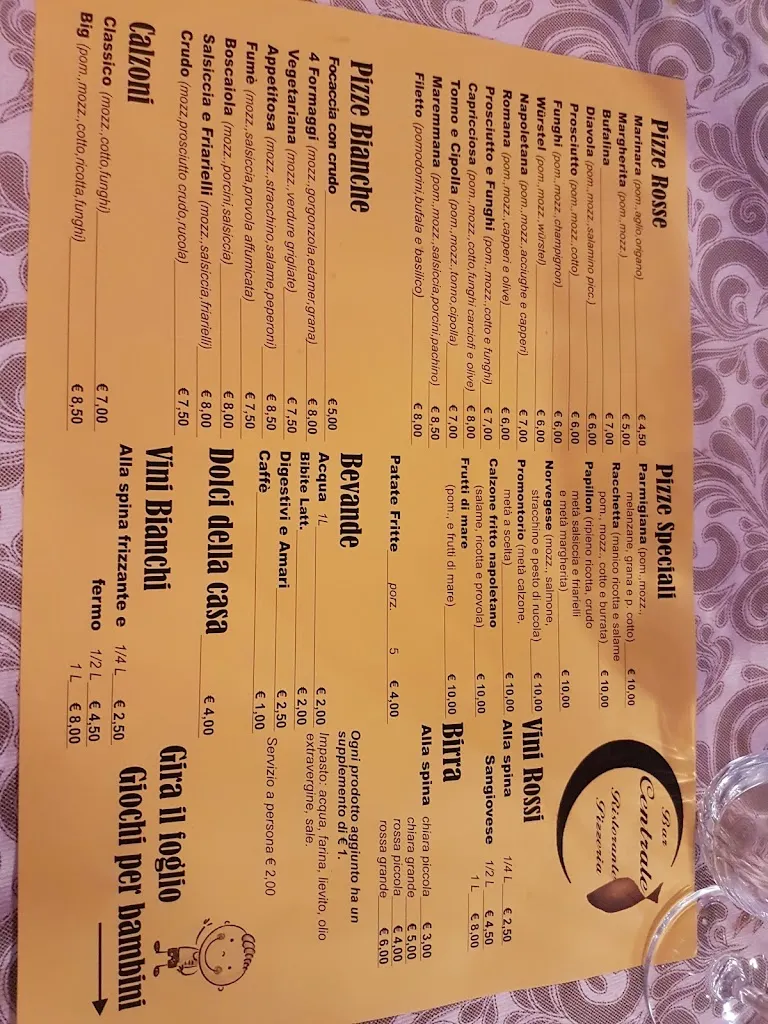 Pizze Rosse
Marinara (pom.,aglio,origano) € 4,50
Margherita (pom.,mozz.) € 5,00
Bufalina € 7,00
Diavola (pom.,mozz.,salamino picc.) € 6,00
Prosciutto (pom.,mozz.,cotto) € 6,00
Funghi (pom.,mozz.,champignon) € 6,00
Würstel (pom.,mozz.,würstel) € 6,00
Napoletana (pom.,mozz.,acciughe e capperi) € 7,00
Romana (pom.,mozz.,capperi e olive) € 6,00
Prosciutto e Funghi (pom.,mozz.,cotto e funghi) € 7,00
Capricciosa (pom.,mozz.,cotto,funghi carciofi e olive) € 8,00
Tonno e Cipolla (pom.,mozz.,tonno,cipolla) € 7,00
Maremmana (pom.,mozz.,salsiccia,porcini,pachino) € 8,50
Filetto (pomodorini,bufala e basilico) € 8,00
Pizze Bianche
Focaccia con crudo € 5,00
4 Formaggi (mozz.,gorgonzola,edamer,grana) € 8,00
Vegetariana (mozz.,verdure grigliate) € 7,50
Appetitosa (mozz.,stracchino,salame,peperoni) € 8,50
Fumè (mozz.,salsiccia,provola affumicata) € 7,50
Boscaiola (mozz.,porcini,salsiccia) € 8,00
Salsiccia e Friarielli (mozz.,salsiccia,friarielli) € 8,00
Crudo (mozz,prosciutto crudo,rucola) € 7,50
Calzoni
Classico (mozz.,cotto,funghi) € 7,00
Big (pom.,mozz.,cotto,ricotta,funghi) € 8,50
Pizze Speciali
Parmigiana (pom.,mozz.,
melanzane, grana e p. cotto) € 10,00
Racchetta (manico ricotta e salame
pom., mozz., cotto e burrata) € 10,00
Papillon (ripieno ricotta, crudo
metà salsiccia e friarielli
e metà margherita) € 10,00
Norvegese (mozz., salmone,
stracchino e pesto di rucola) € 10,00
Promontorio (metà calzone,
metà a scelta) € 10,00
Calzone fritto napoletano
(salame, ricotta e provola) € 10,00
Frutti di mare
(pom., e frutti di mare) € 10,00
Patate Fritte porz. 5 € 4,00
Bevande
Acqua 1L € 2,00
Bibite Latt. € 2,00
Digestivi e Amari € 2,50
Caffè € 1,00
Dolci della casa € 4,00
Vini Bianchi
Alla spina frizzante e 1/4 L € 2,50
fermo 1/2 L € 4,50
1 L € 8,00
Bar
Centrale
Ristorante
Pizzeria
Vini Rossi
Alla spina 1/4 L € 2,50
Sangiovese 1/2 L € 4,50
1 L € 8,00
Birra
Alla spina chiara piccola € 3,00
chiara grande € 5,00
rossa piccola € 4,00
rossa grande € 6,00
Ogni prodotto aggiunto ha un
supplemento di € 1.
Impasto: acqua, farina, lievito, olio
extravergine, sale.
Servizio a persona € 2,00
Gira il foglio
Giochi per bambini